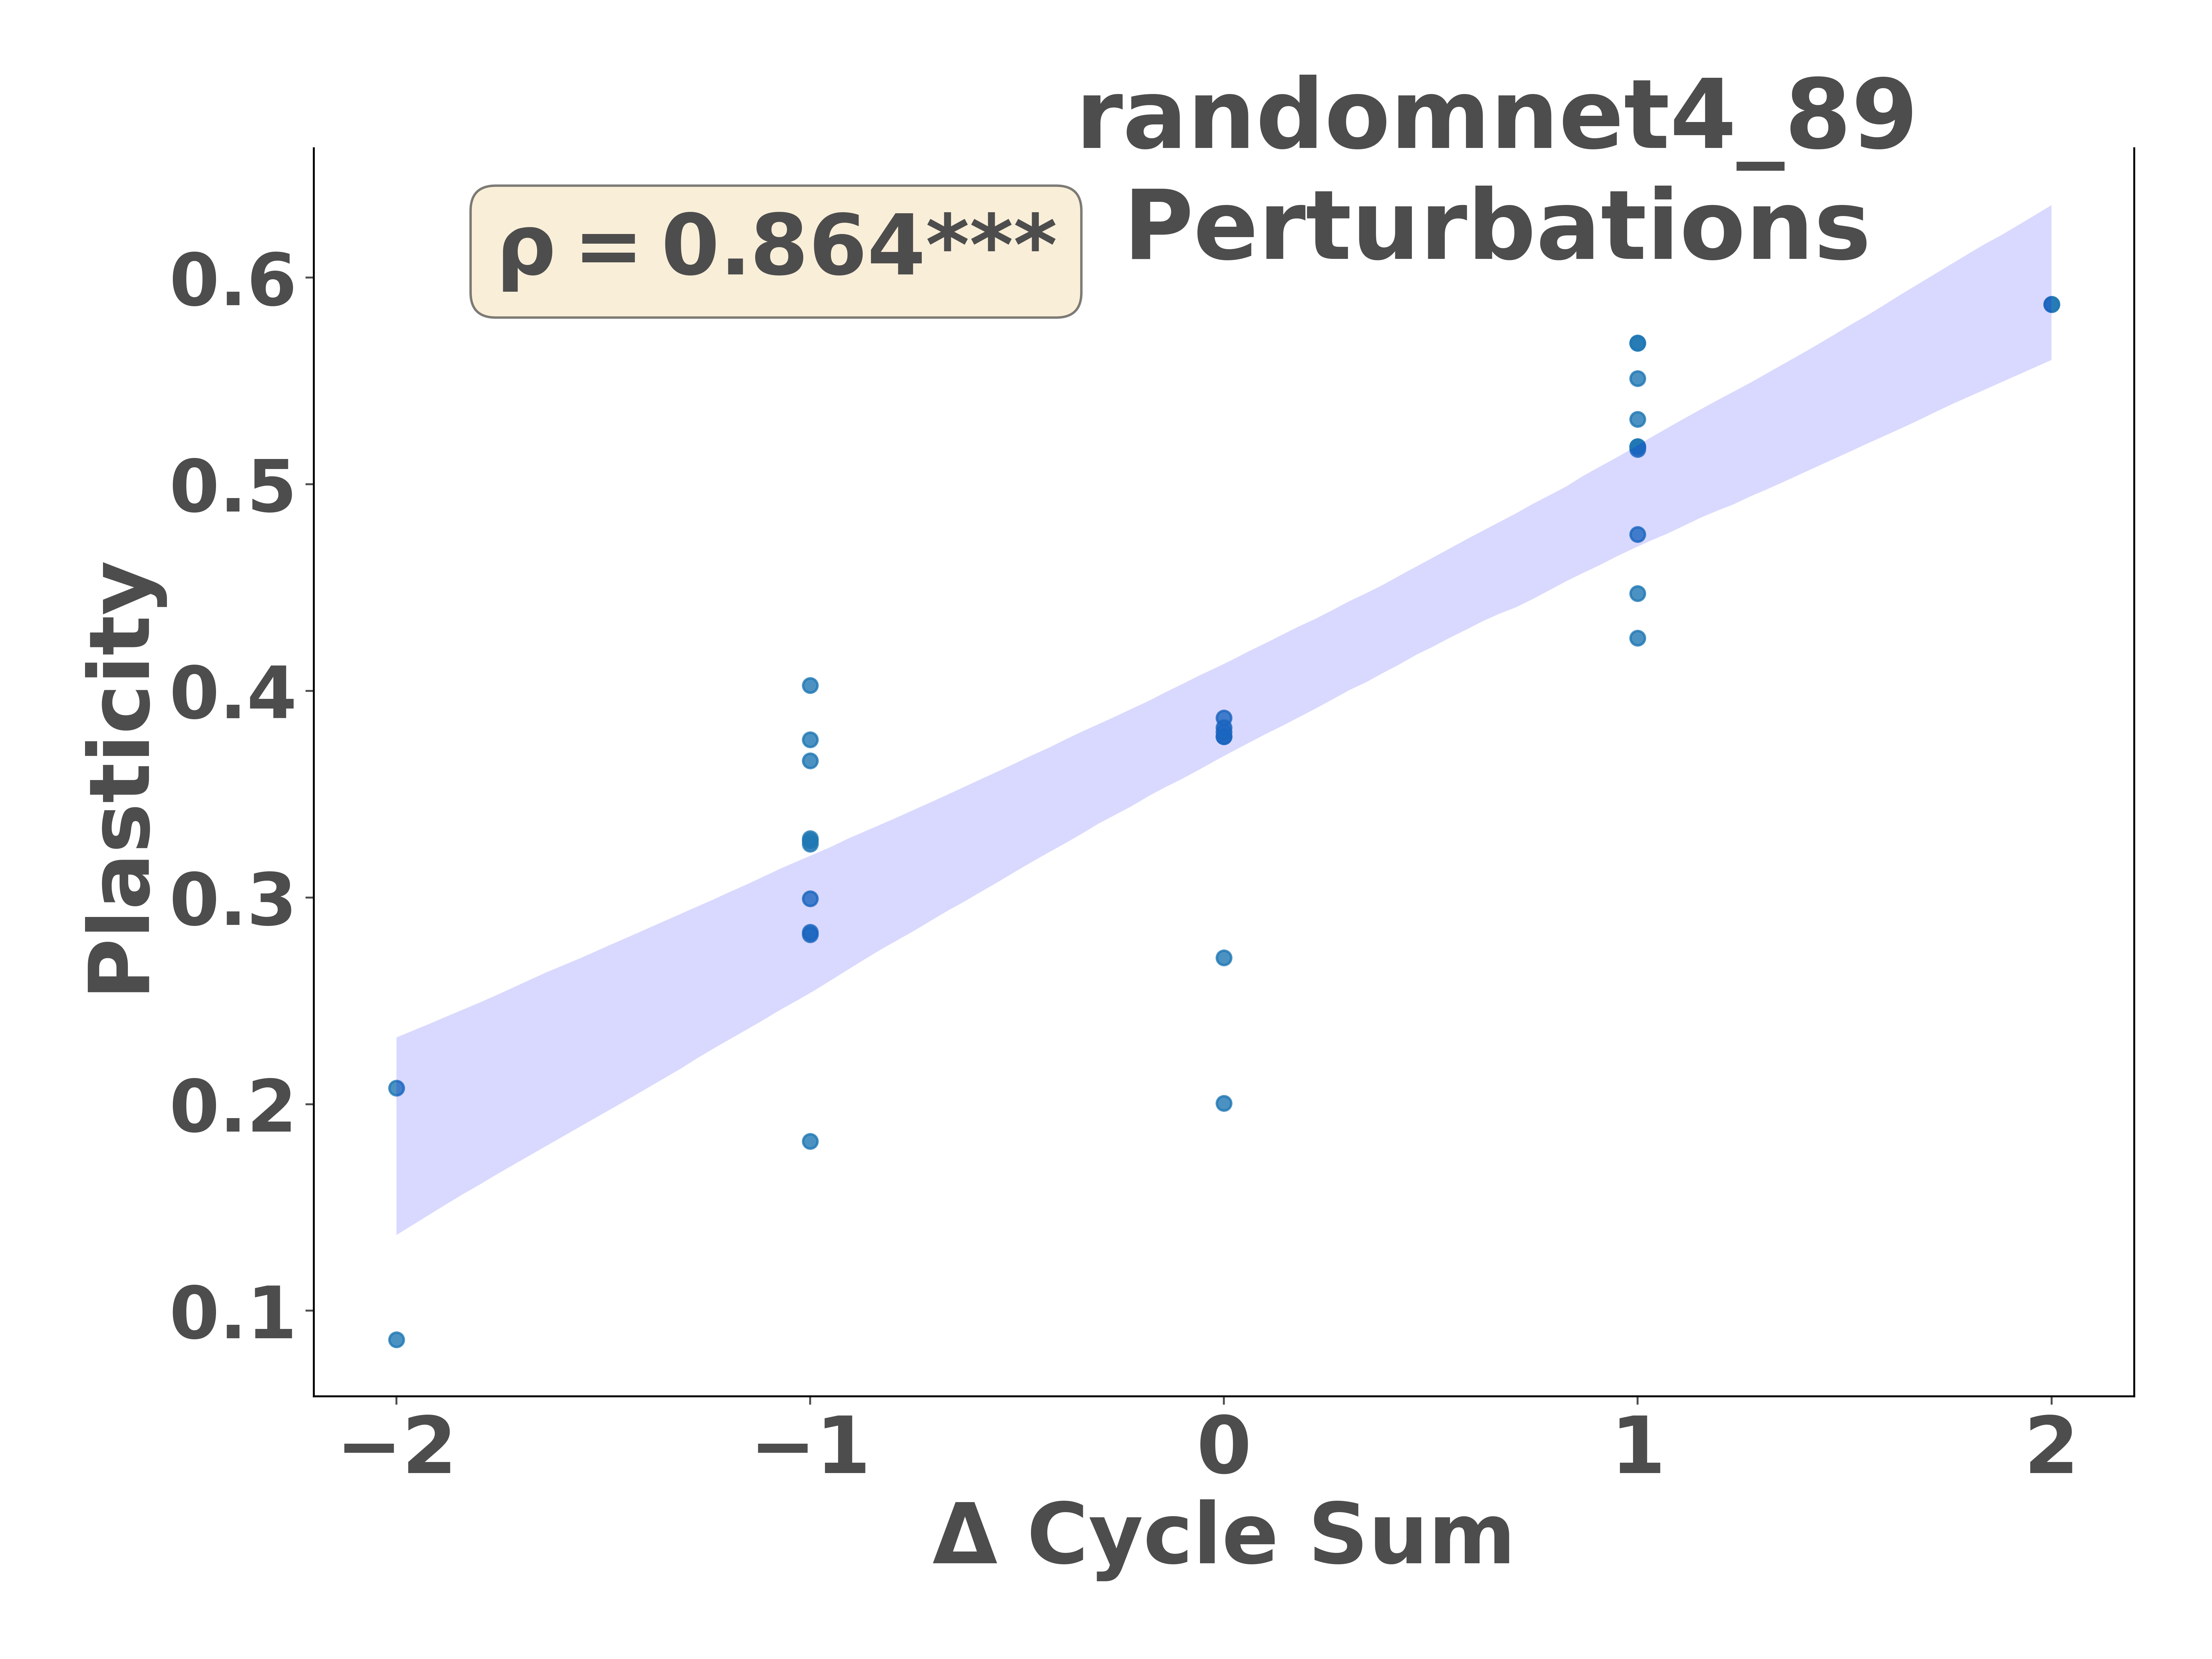 randomnet4_89
Perturbations
ρ = 0.864***
Plasticity
0.6
0.5
0.4
0.3
0.2
0.1
−2 −1 0 1 2
Δ Cycle Sum